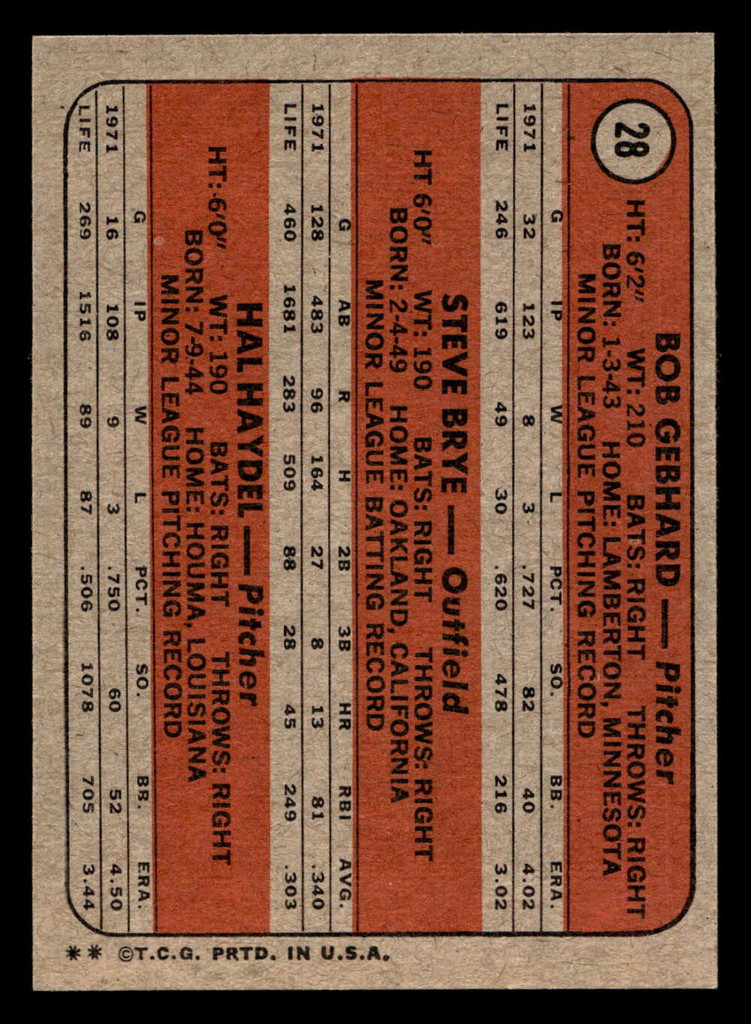 28
BOB GEBHARD — Pitcher
HT: 6'2" WT: 210 BATS: RIGHT THROWS: RIGHT
BORN: 1-3-43 HOME: LAMBERTON, MINNESOTA
MINOR LEAGUE PITCHING RECORD
G IP W L PCT. SO. BB. ERA.
1971 32 123 8 3 .727 82 40 4.02
LIFE 246 619 49 30 .620 478 216 3.02
STEVE BRYE — Outfield
HT 6'0" WT: 190 BATS: RIGHT THROWS: RIGHT
BORN: 2-4-49 HOME: OAKLAND, CALIFORNIA
MINOR LEAGUE BATTING RECORD
G AB R H 2B 3B HR RBI AVG.
1971 128 483 96 164 27 8 13 81 .340
LIFE 460 1681 283 509 88 28 45 249 .303
HAL HAYDEL — Pitcher
HT: 6'0" WT: 190 BATS: RIGHT THROWS: RIGHT
BORN: 7-9-44 HOME: HOUMA, LOUISIANA
MINOR LEAGUE PITCHING RECORD
G IP W L PCT. SO. BB. ERA.
1971 16 108 9 3 .750 60 52 4.50
LIFE 269 1516 89 87 .506 1078 705 3.44
** ©T.C.G. PRTD. IN U.S.A.